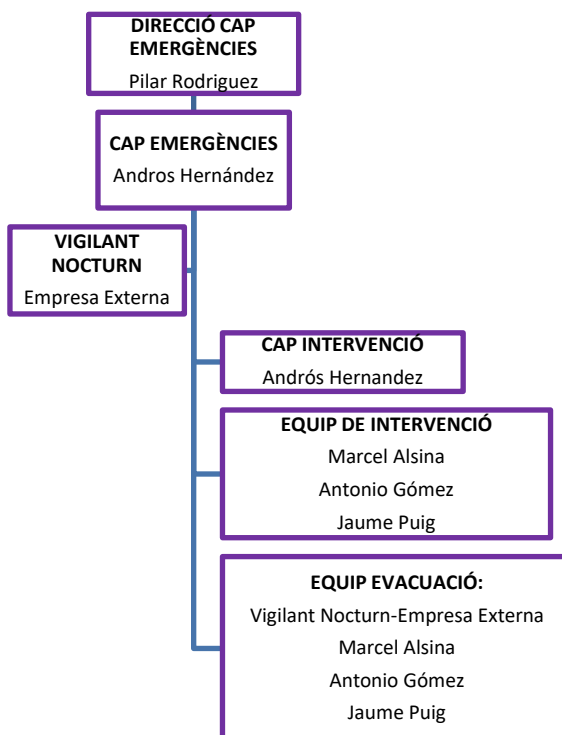 DIRECCIÓ CAP
EMERGÈNCIES
Pilar Rodriguez
CAP EMERGÈNCIES
Andros Hernández
VIGILANT
NOCTURN
Empresa Externa
CAP INTERVENCIÓ
Andrós Hernandez
EQUIP DE INTERVENCIÓ
Marcel Alsina
Antonio Gómez
Jaume Puig
EQUIP EVACUACIÓ:
Vigilant Nocturn-Empresa Externa
Marcel Alsina
Antonio Gómez
Jaume Puig